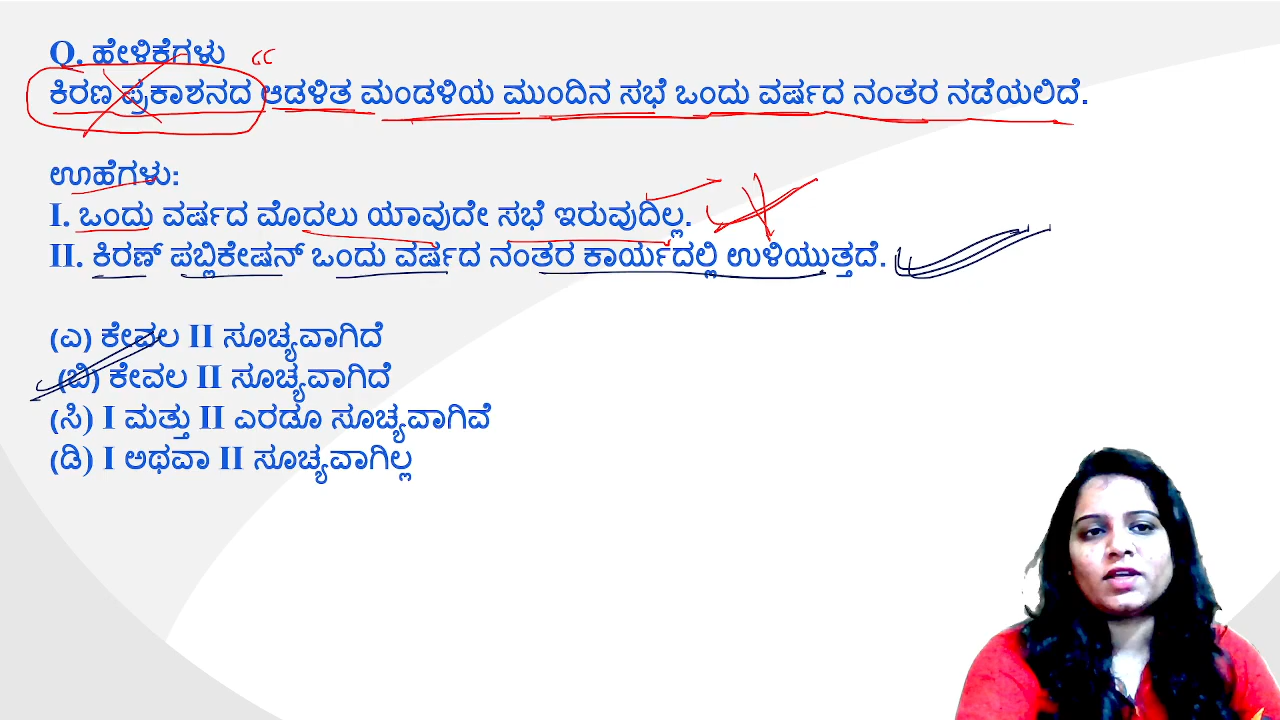 Q. ಹೇಳಿಕೆಗಳು
ಕಿರಣ ಪ್ರಕಾಶನದ ಆಡಳಿತ ಮಂಡಳಿಯ ಮುಂದಿನ ಸಭೆ ಒಂದು ವರ್ಷದ ನಂತರ ನಡೆಯಲಿದೆ.
ಊಹೆಗಳು:
I. ಒಂದು ವರ್ಷದ ಮೊದಲು ಯಾವುದೇ ಸಭೆ ಇರುವುದಿಲ್ಲ.
II. ಕಿರಣ್ ಪಬ್ಲಿಕೇಷನ್ ಒಂದು ವರ್ಷದ ನಂತರ ಕಾರ್ಯದಲ್ಲಿ ಉಳಿಯುತ್ತದೆ.
(ಎ) ಕೇವಲ II ಸೂಚ್ಯವಾಗಿದೆ
(ಬಿ) ಕೇವಲ II ಸೂಚ್ಯವಾಗಿದೆ
(ಸಿ) I ಮತ್ತು II ಎರಡೂ ಸೂಚ್ಯವಾಗಿವೆ
(ಡಿ) I ಅಥವಾ II ಸೂಚ್ಯವಾಗಿಲ್ಲ